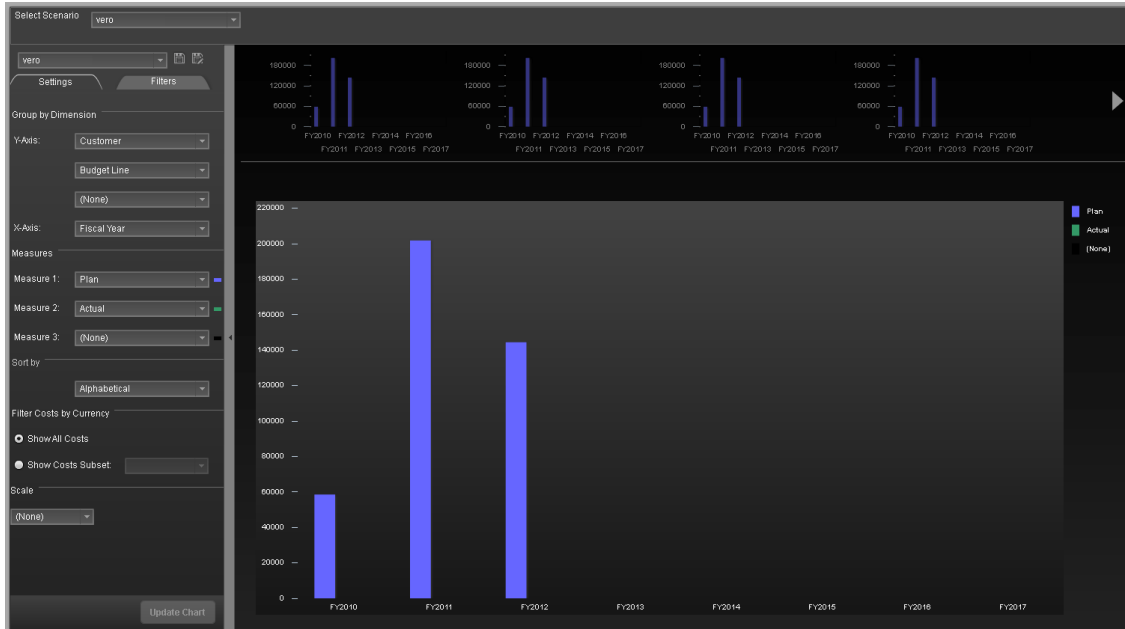 Select Scenario vero
vero
Settings Filters
Group by Dimension
Y-Axis: Customer
Budget Line
(None)
X-Axis: Fiscal Year
Measures
Measure 1: Plan
Measure 2: Actual
Measure 3: (None)
Sort by
Alphabetical
Filter Costs by Currency
Show All Costs
Show Costs Subset:
Scale
(None)
Update Chart
180000
120000
60000
0
FY2010 FY2012 FY2014 FY2016
FY2011 FY2013 FY2015 FY2017
180000
120000
60000
0
FY2010 FY2012 FY2014 FY2016
FY2011 FY2013 FY2015 FY2017
180000
120000
60000
0
FY2010 FY2012 FY2014 FY2016
FY2011 FY2013 FY2015 FY2017
180000
120000
60000
0
FY2010 FY2012 FY2014 FY2016
FY2011 FY2013 FY2015 FY2017
220000
200000
180000
160000
140000
120000
100000
80000
60000
40000
20000
0
FY2010 FY2011 FY2012 FY2013 FY2014 FY2015 FY2016 FY2017
Plan
Actual
(None)